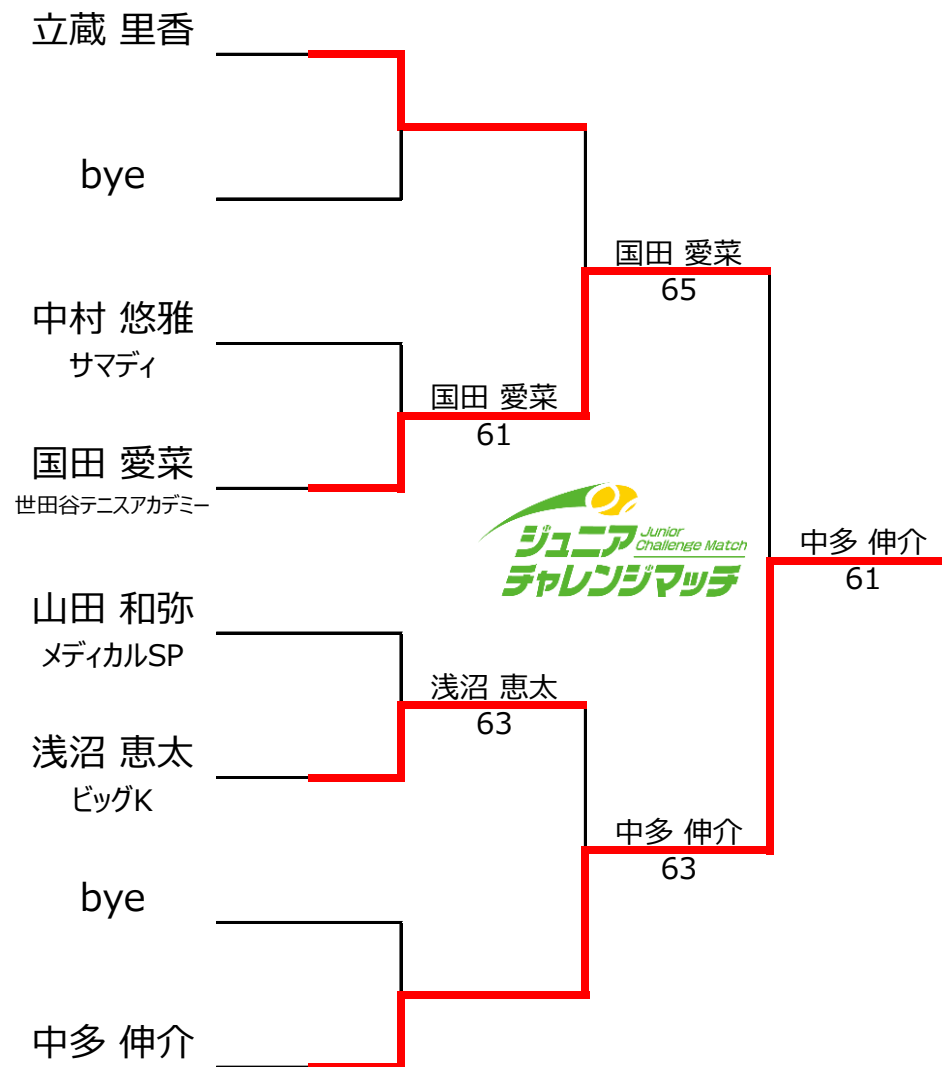 立蔵 里香
bye
中村 悠雅
サマディ
国田 愛菜
世田谷テニスアカデミー
山田 和弥
メディカルSP
浅沼 恵太
ビッグK
bye
中多 伸介
国田 愛菜
61
浅沼 恵太
63
国田 愛菜
65
中多 伸介
63
ジュニア
Junior
Challenge Match
チャレンジマッチ
中多 伸介
61